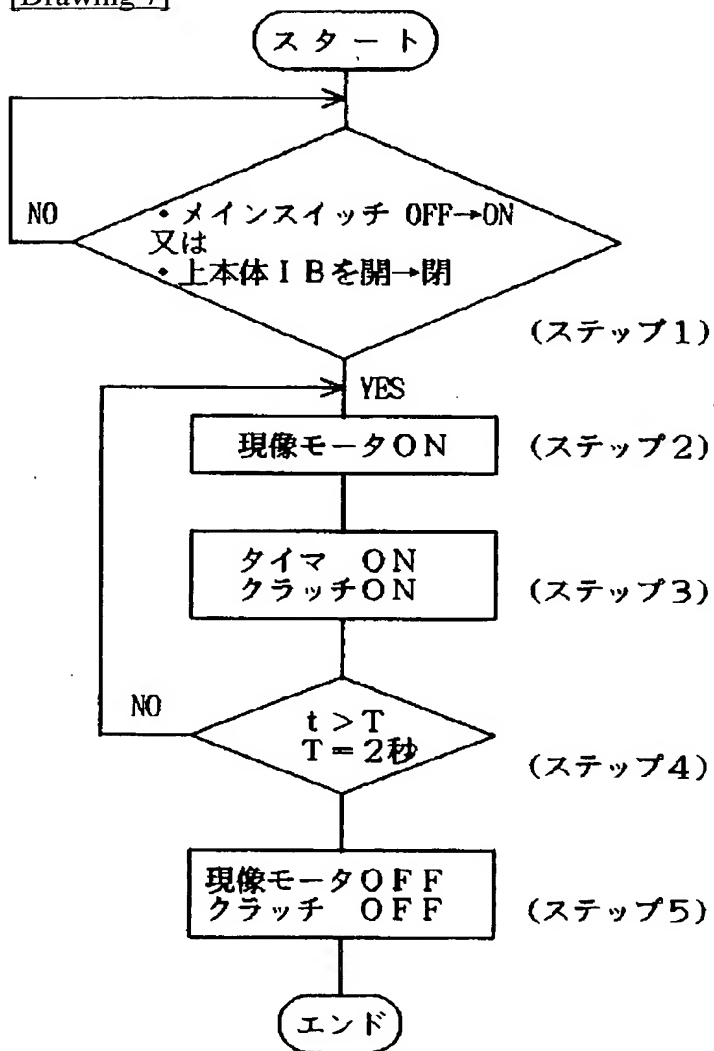 [Drawing 7]
スタート
NO
・メインスイッチ OFF→ON
又は
・上本体IBを開→閉
(ステップ1)
YES
現像モータON
(ステップ2)
タイマ ON
クラッチON
(ステップ3)
NO
t>T
T=2秒
(ステップ4)
現像モータOFF
クラッチ OFF
(ステップ5)
エンド